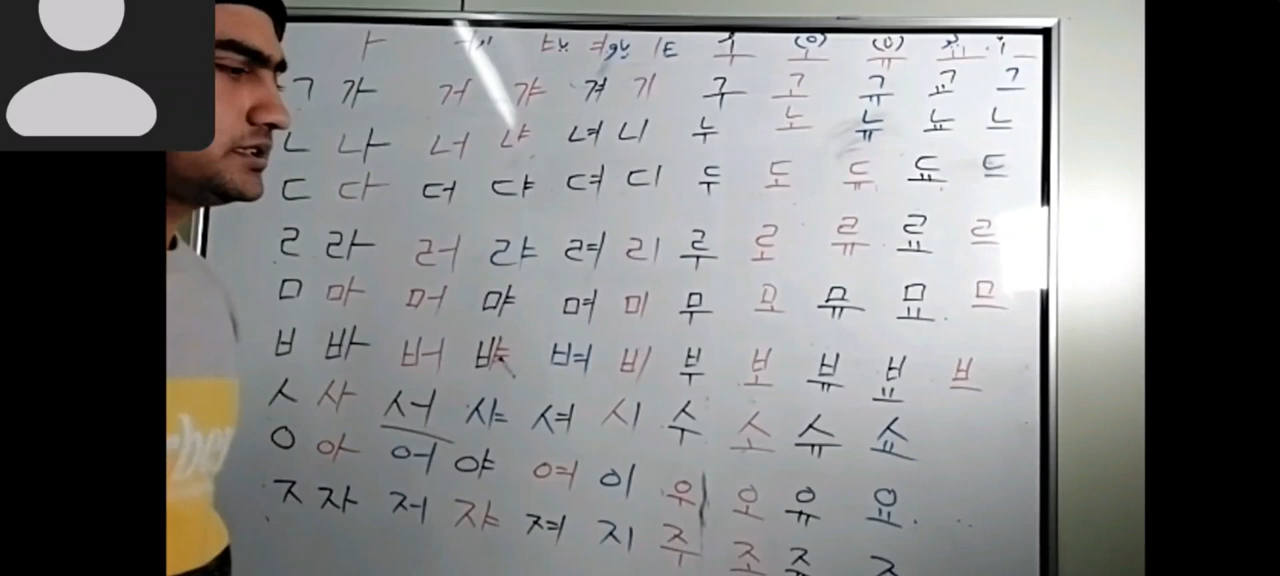 ㅏ (오) (유)
ㄱ 가 거 갸 겨 기 구 고 규 교 그
ㄴ 나 너 냐 녀 니 누 노 뉴 뇨 느
ㄷ 다 더 댜 뎌 디 두 도 듀 됴 드
ㄹ 라 러 랴 려 리 루 로 류 료 르
ㅁ 마 머 먀 며 미 무 모 뮤 묘 므
ㅂ 바 버 뱌 벼 비 부 보 뷰 뵤 브
ㅅ 사 서 샤 셔 시 수 소 슈 쇼
ㅇ 아 어 야 여 이 우 오 유 요
ㅈ 자 저 쟈 져 지 주 조 쥬